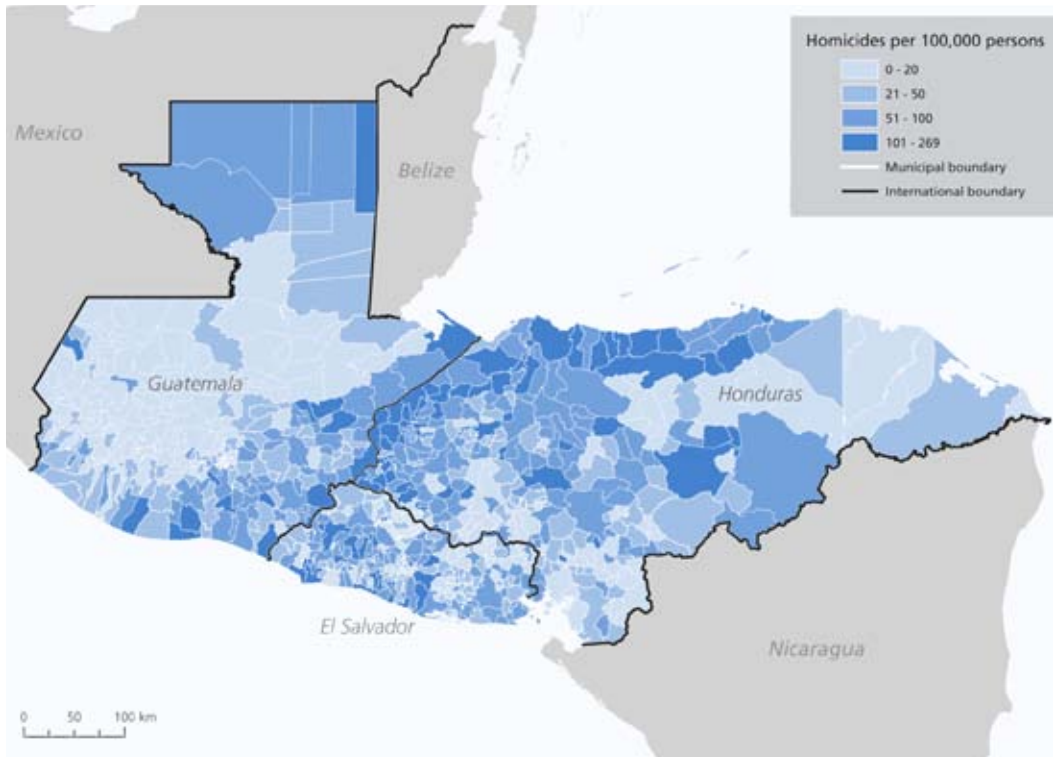 Homicides per 100,000 persons
0 - 20
21 - 50
51 - 100
101 - 269
Municipal boundary
International boundary
Mexico
Belize
Guatemala
Honduras
El Salvador
Nicaragua
0 50 100 km